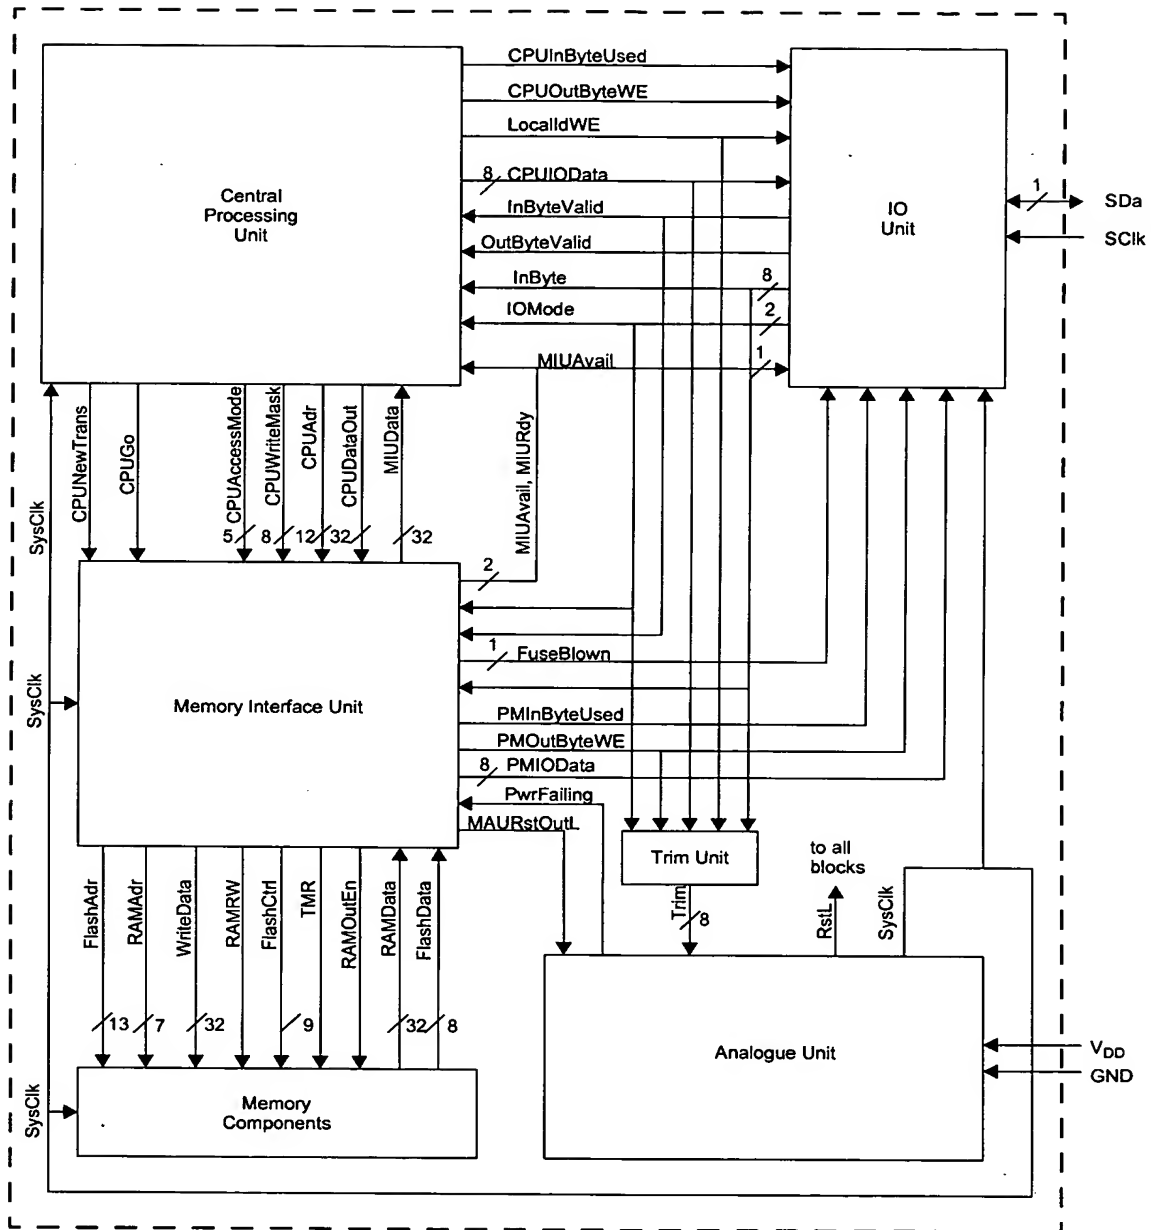 CPUInByteUsed
CPUOutByteWE
LocalIdWE
8 CPUIOData
InByteValid
OutByteValid
InByte 8
IOMode 2
MIUAvail 1
Central
Processing
Unit
IO
Unit
1 SDa
SClk
SysClk
CPUNewTrans
CPUGo
CPUAccessMode
CPUWriteMask
CPUAdr
CPUDataOut
MIUData
MIUAvail, MIURdy
5 8 12 32 32
2
1 FuseBlown
SysClk
Memory Interface Unit
PMInByteUsed
PMOutByteWE
8 PMIOData
PwrFailing
MAURstOutL
Trim Unit
to all
blocks
Trim
8
RstL
SysClk
FlashAdr
RAMAdr
WriteData
RAMRW
FlashCtrl
TMR
RAMOutEn
RAMData
FlashData
13 7 32 9 32 8
Analogue Unit
VDD
GND
SysClk
Memory
Components